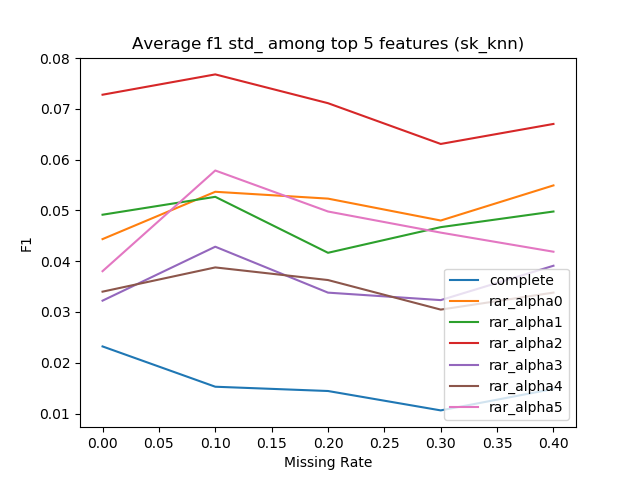 Average f1 std_ among top 5 features (sk_knn)
0.08
0.07
0.06
0.05
0.04
0.03
0.02
0.01
F1
complete
rar_alpha0
rar_alpha1
rar_alpha2
rar_alpha3
rar_alpha4
rar_alpha5
0.00 0.05 0.10 0.15 0.20 0.25 0.30 0.35 0.40
Missing Rate